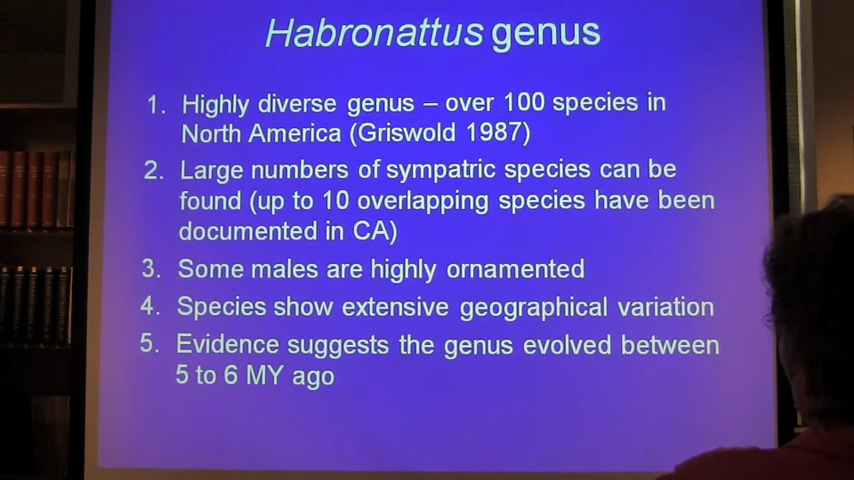 Habronattus genus
1. Highly diverse genus – over 100 species in
North America (Griswold 1987)
2. Large numbers of sympatric species can be
found (up to 10 overlapping species have been
documented in CA)
3. Some males are highly ornamented
4. Species show extensive geographical variation
5. Evidence suggests the genus evolved between
5 to 6 MY ago